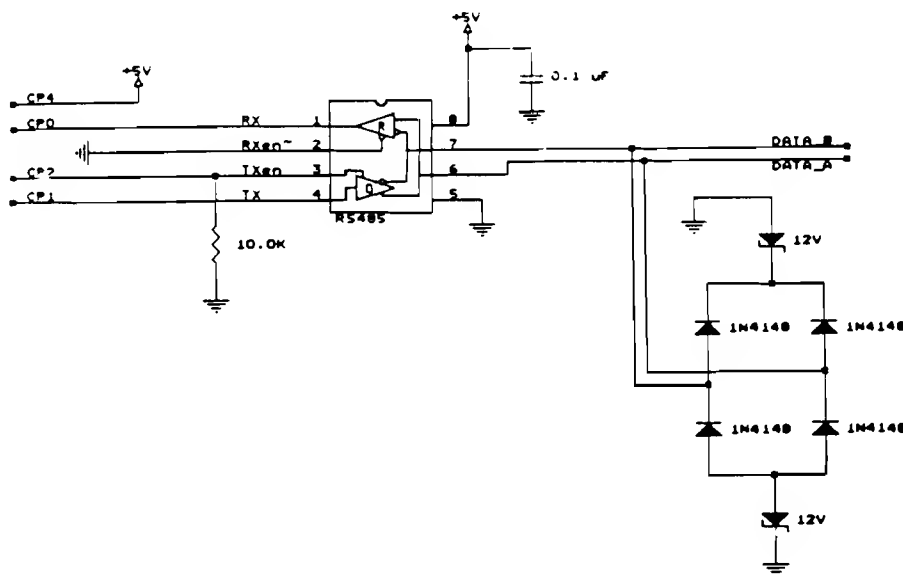 +5V
+5V
0.1 uF
CP4
CP0 RX 1 8
RXen~ 2 7 DATA_B
CP2 TXen 3 6 DATA_A
CP1 TX 4 5
R
D
RS485
10.0K
12V
1N4148 1N4148
1N4148 1N4148
12V